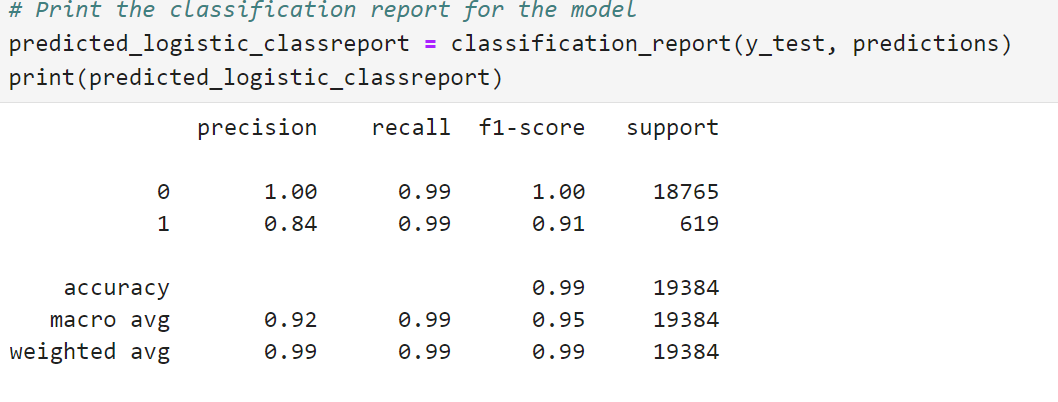 # Print the classification report for the model
predicted_logistic_classreport = classification_report(y_test, predictions)
print(predicted_logistic_classreport)
precision recall f1-score support
0 1.00 0.99 1.00 18765
1 0.84 0.99 0.91 619
accuracy 0.99 19384
macro avg 0.92 0.99 0.95 19384
weighted avg 0.99 0.99 0.99 19384